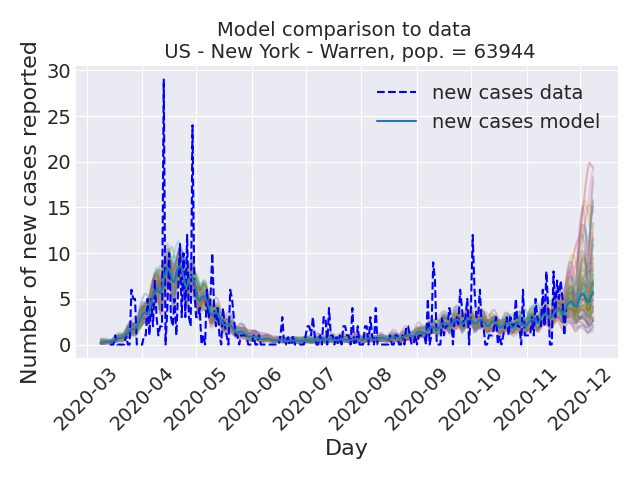 Model comparison to data
US - New York - Warren, pop. = 63944
Number of new cases reported
30
25
20
15
10
5
0
new cases data
new cases model
2020-03
2020-04
2020-05
2020-06
2020-07
2020-08
2020-09
2020-10
2020-11
2020-12
Day